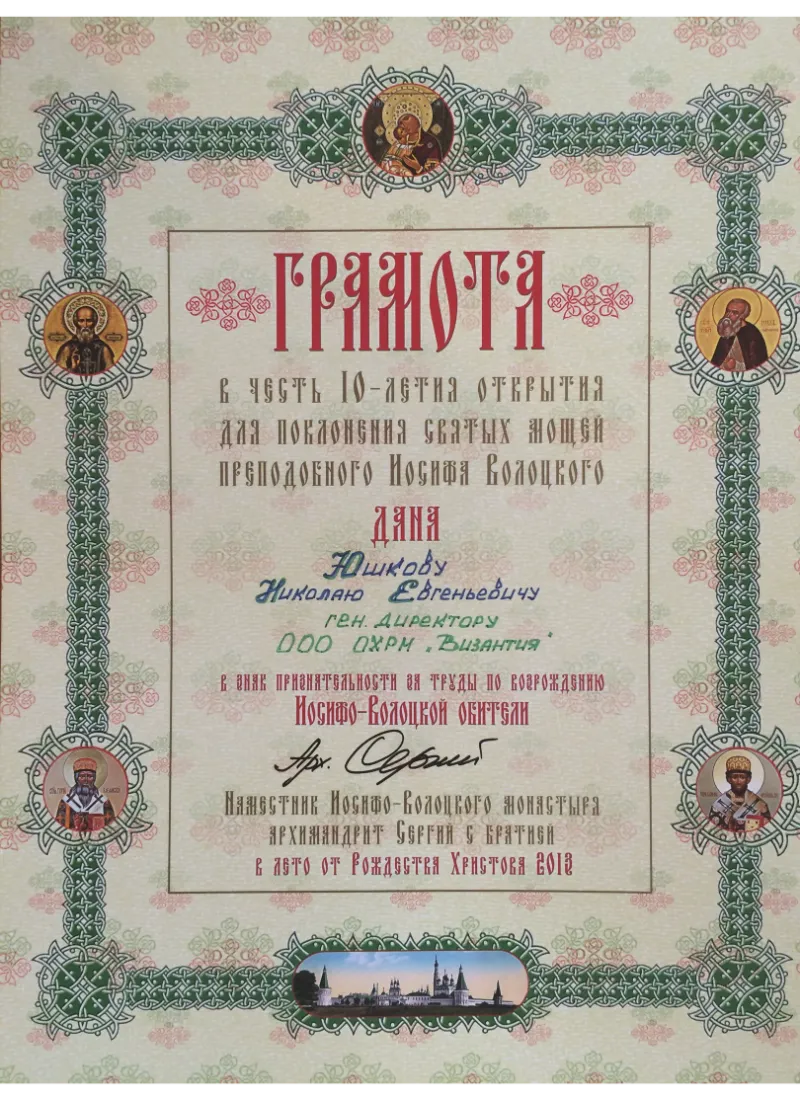 ГРАМОТА
в честь 10-летия открытия
для поклонения святых мощей
преподобного Иосифа Волоцкого
ДАНА
Юшкову
Николаю Евгеньевичу
ген. директору
ООО ОХРМ „Византия"
в знак признательности за труды по возрождению
Иосифо-Волоцкой обители
Арх. Сергий
Наместник Иосифо-Волоцкого монастыря
архимандрит Сергий с братией
в лето от Рождества Христова 2013